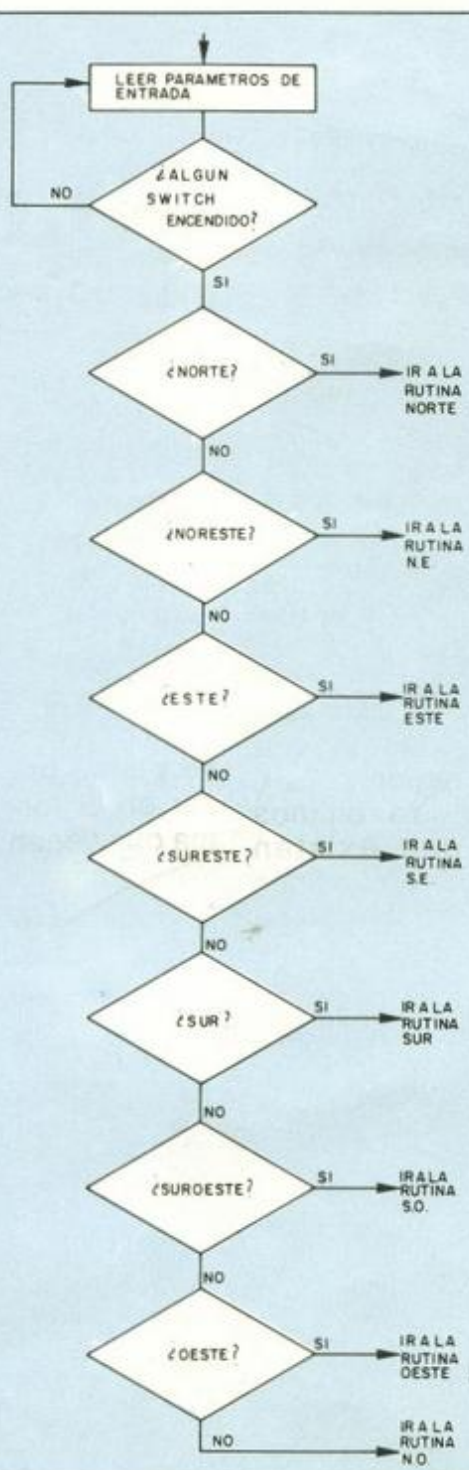 LEER PARAMETROS DE
ENTRADA
¿ALGUN
SWITCH
ENCENDIDO?
NO
SI
¿NORTE?
SI
IR A LA
RUTINA
NORTE
NO
¿NORESTE?
SI
IR A LA
RUTINA
N.E.
NO
¿ESTE?
SI
IR A LA
RUTINA
ESTE
NO
¿SURESTE?
SI
IR A LA
RUTINA
S.E.
NO
¿SUR?
SI
IR A LA
RUTINA
SUR
NO
¿SUROESTE?
SI
IR A LA
RUTINA
S.O.
NO
¿OESTE?
SI
IR A LA
RUTINA
OESTE
NO
IR A LA
RUTINA
N.O.